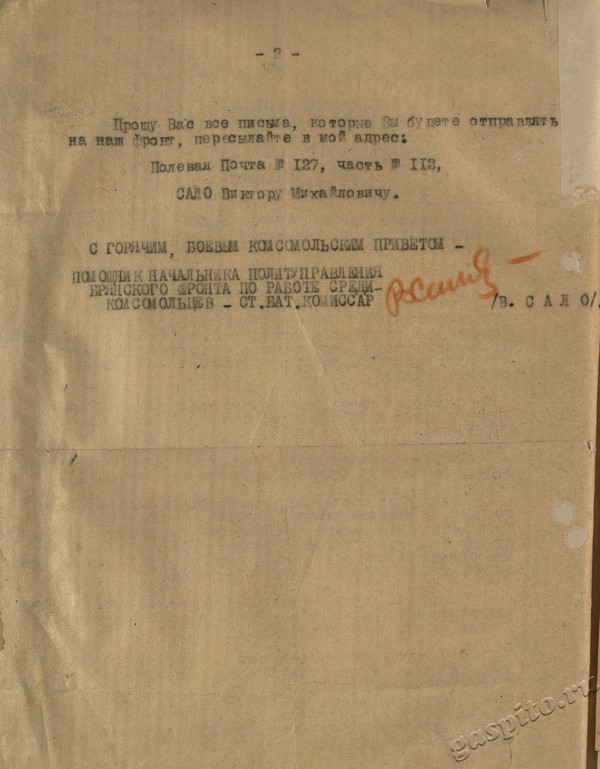 - 2 -
Прошу Вас все письма, которые Вы будете отправлять
на наш фронт, пересылайте в мой адрес:
Полевая Почта № 127, часть № 112,
САЛО Виктору Михайловичу.
С ГОРЯЧИМ, БОЕВЫМ КОМСОМОЛЬСКИМ ПРИВЕТОМ -
ПОМОЩНИК НАЧАЛЬНИКА ПОЛИТУПРАВЛЕНИЯ
БРЯНСКОГО ФРОНТА ПО РАБОТЕ СРЕДИ-
КОМСОМОЛЬЦЕВ - СТ.БАТ.КОМИССАР /В. С А Л О/.
gaspito.ru